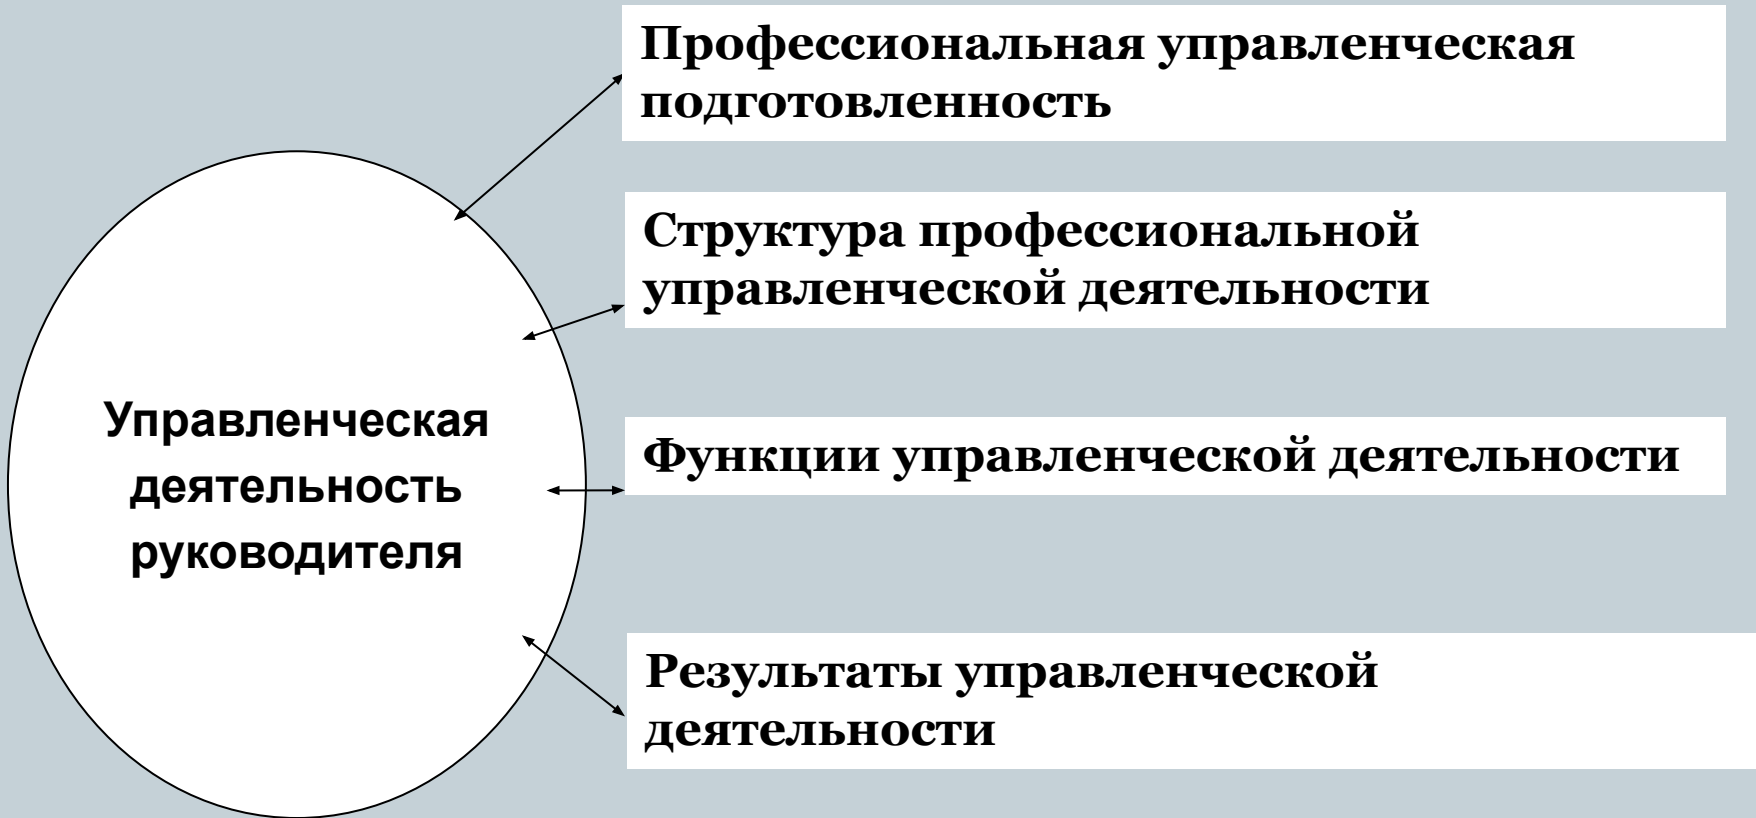 Профессиональная управленческая
подготовленность
Структура профессиональной
управленческой деятельности
Управленческая
деятельность
руководителя
Функции управленческой деятельности
Результаты управленческой
деятельности